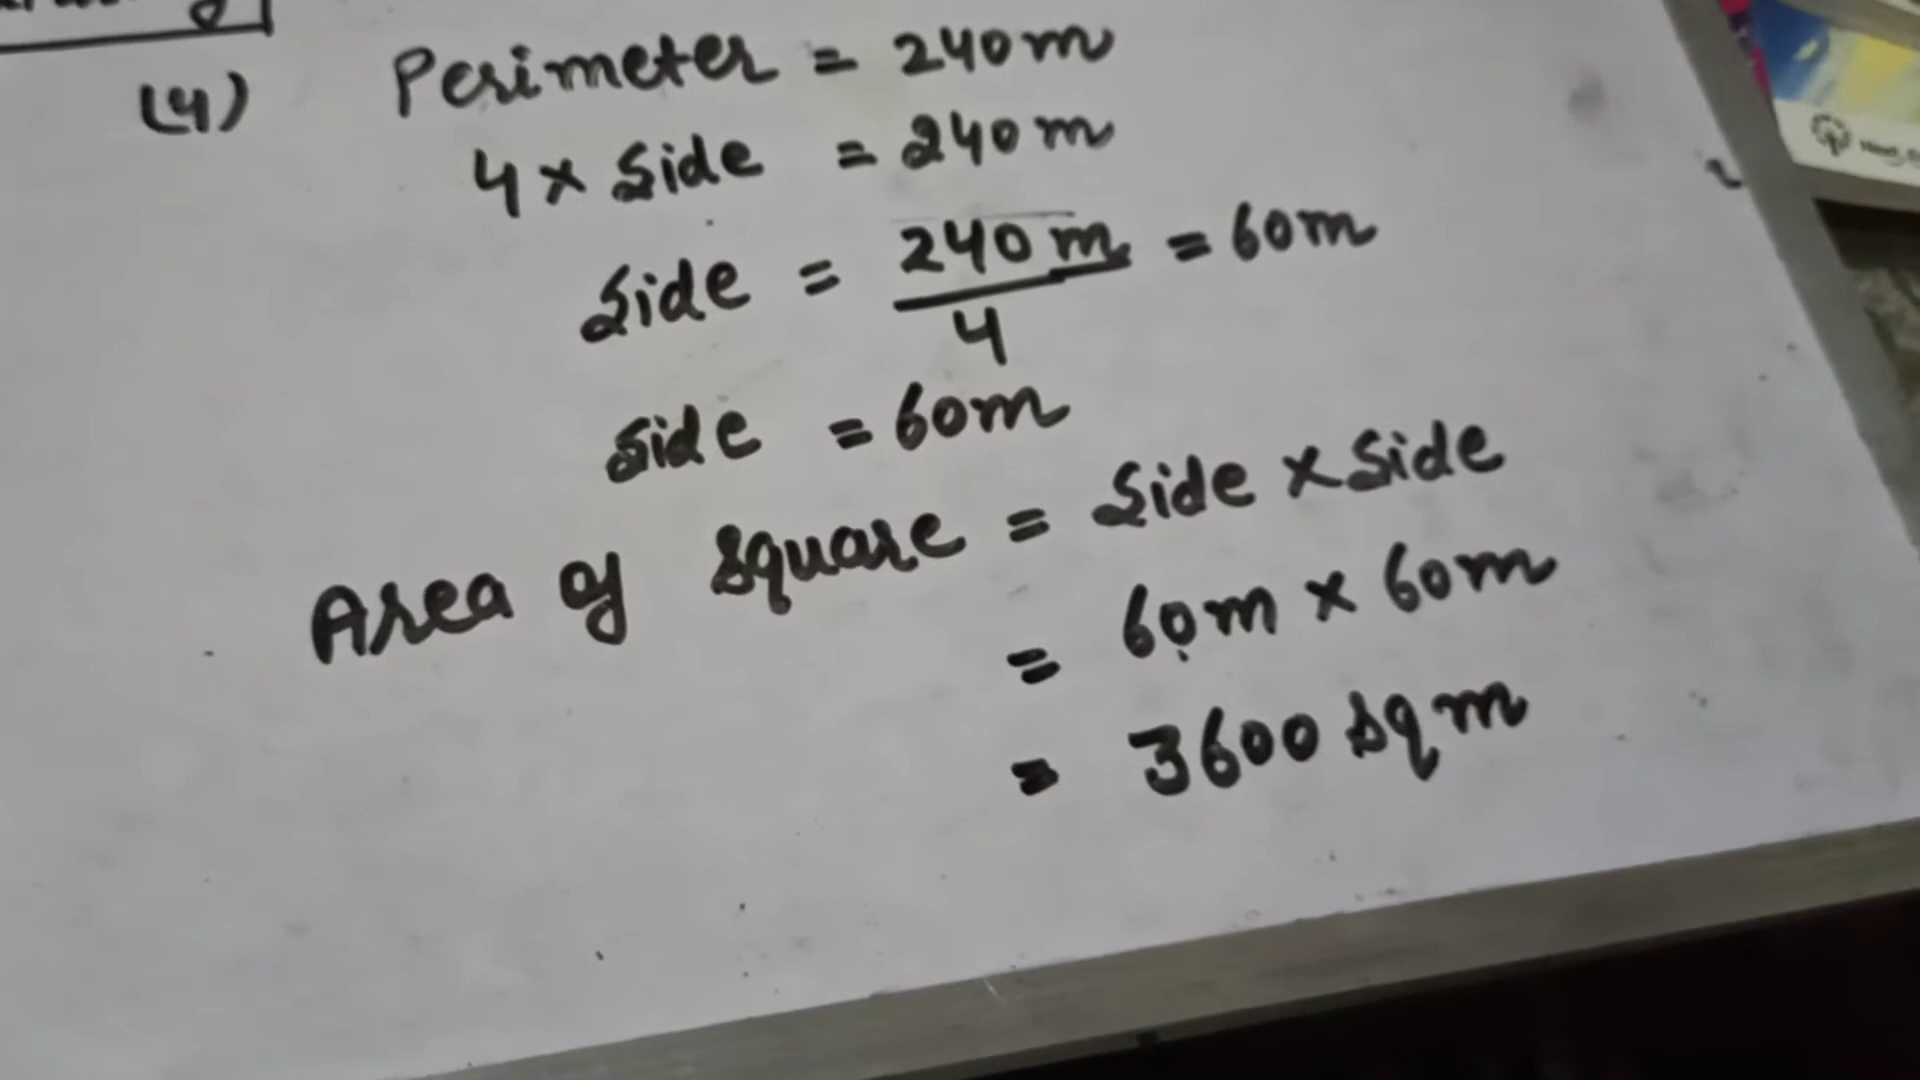 (4) Perimeter = 240m
4 × Side = 240m
Side = 240m/4 = 60m
Side = 60m
Area of square = Side × Side
= 60m × 60m
= 3600 sq m